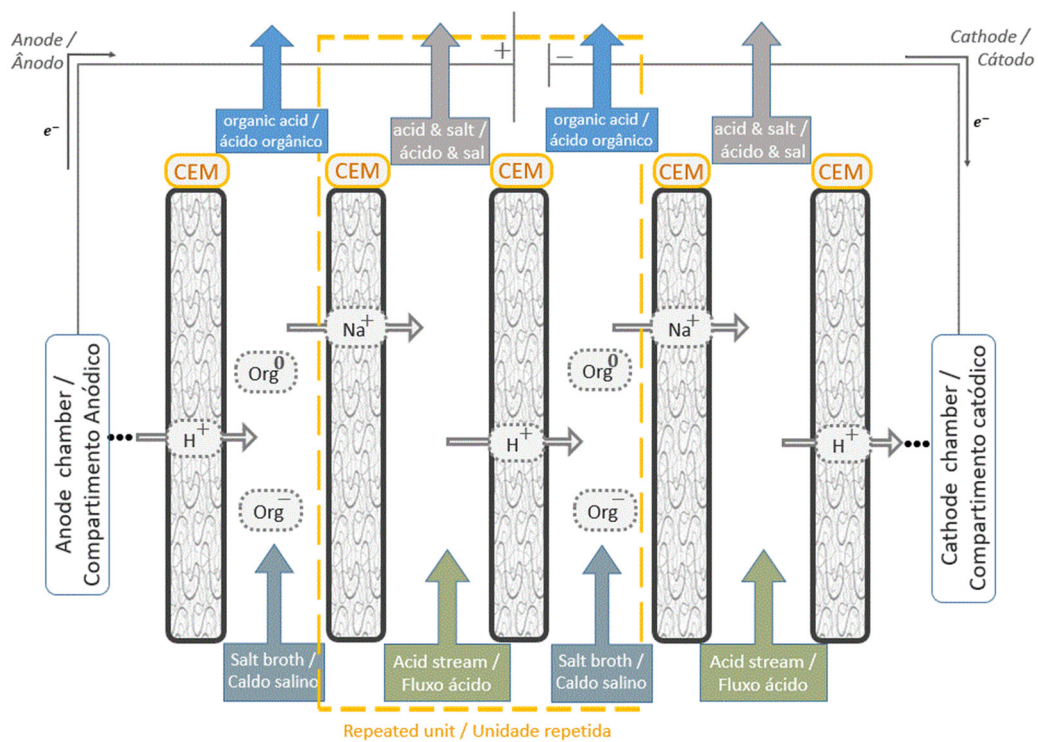 Anode /
Ânodo
+
−
Cathode /
Cátodo
e−
organic acid /
ácido orgânico
acid & salt /
ácido & sal
organic acid /
ácido orgânico
acid & salt /
ácido & sal
e−
CEM
CEM
CEM
CEM
CEM
Na+
Na+
Org0
Org0
Anode chamber /
Compartimento Anódico
H+
H+
H+
Cathode chamber /
Compartimento catódico
Org−
Org−
Salt broth /
Caldo salino
Acid stream /
Fluxo ácido
Salt broth /
Caldo salino
Acid stream /
Fluxo ácido
Repeated unit / Unidade repetida